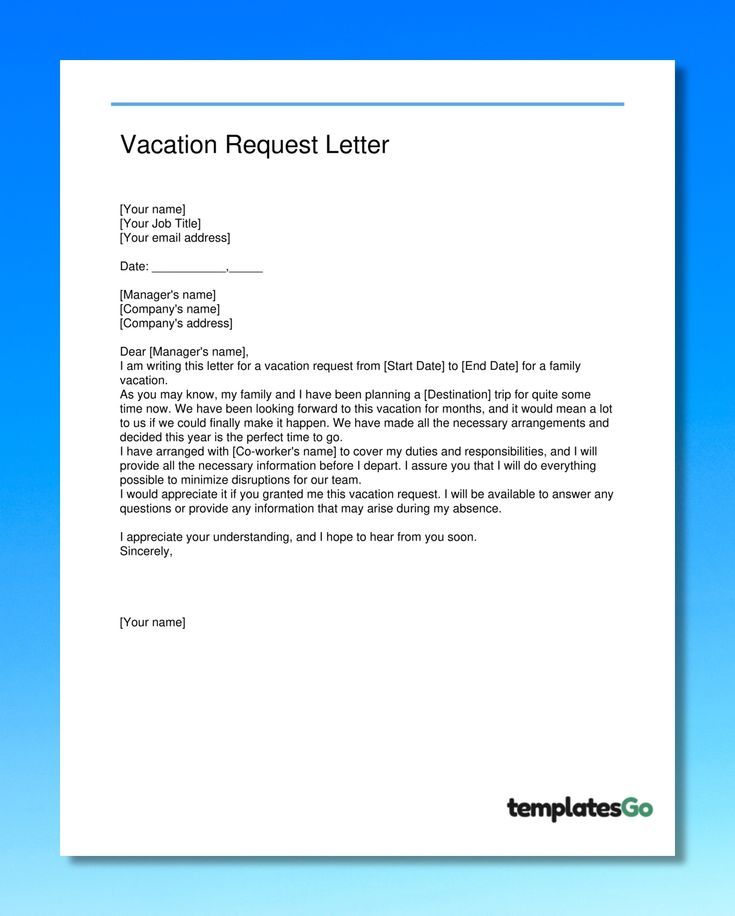 Vacation Request Letter
[Your name]
[Your Job Title]
[Your email address]
Date: ___________,_____
[Manager's name]
[Company's name]
[Company's address]
Dear [Manager's name],
I am writing this letter for a vacation request from [Start Date] to [End Date] for a family
vacation.
As you may know, my family and I have been planning a [Destination] trip for quite some
time now. We have been looking forward to this vacation for months, and it would mean a lot
to us if we could finally make it happen. We have made all the necessary arrangements and
decided this year is the perfect time to go.
I have arranged with [Co-worker's name] to cover my duties and responsibilities, and I will
provide all the necessary information before I depart. I assure you that I will do everything
possible to minimize disruptions for our team.
I would appreciate it if you granted me this vacation request. I will be available to answer any
questions or provide any information that may arise during my absence.
I appreciate your understanding, and I hope to hear from you soon.
Sincerely,
[Your name]
templatesGo